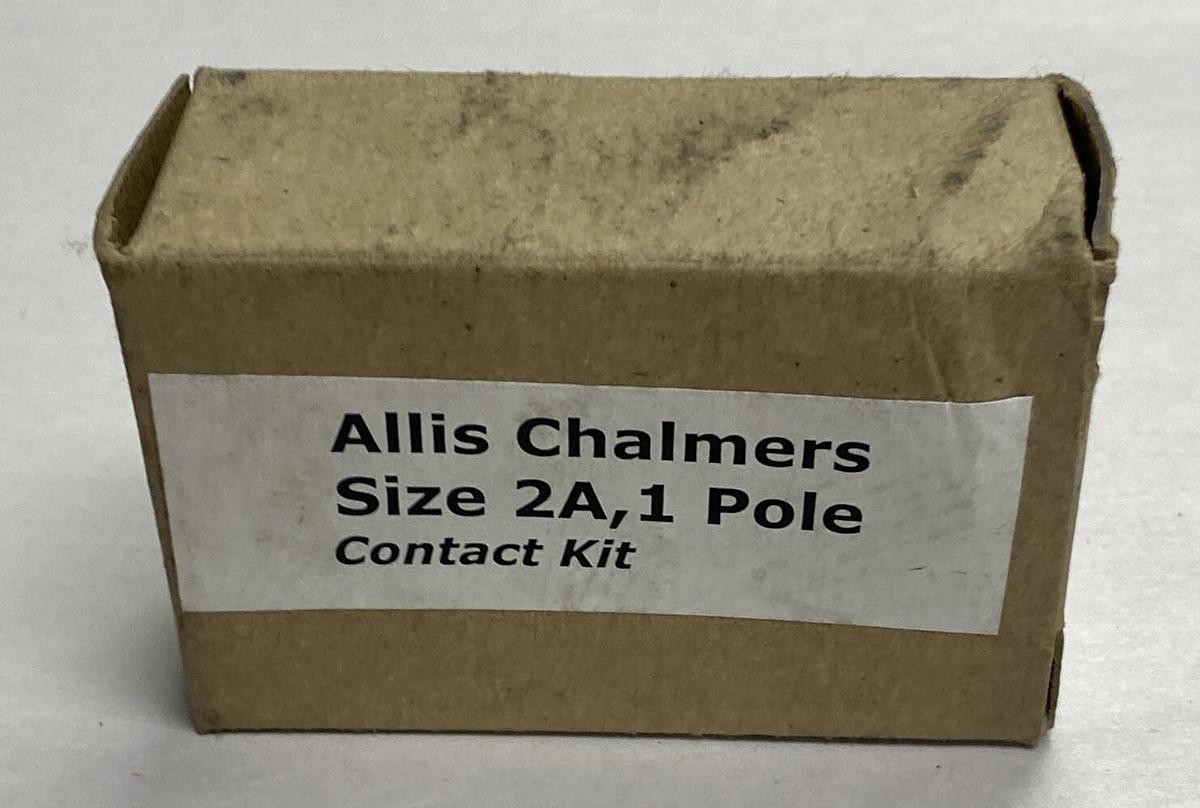 Allis Chalmers
Size 2A,1 Pole
Contact Kit